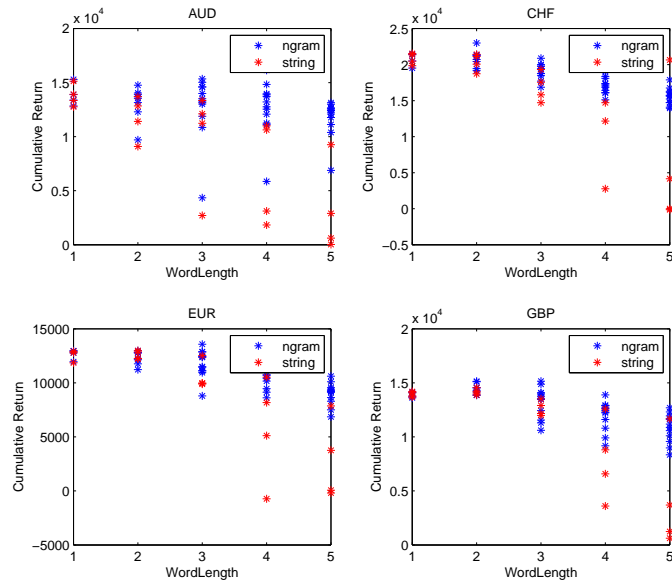 AUD
x 10^4
2
1.5
1
0.5
0
Cumulative Return
1 2 3 4 5
WordLength
ngram
string
CHF
x 10^4
2.5
2
1.5
1
0.5
0
−0.5
Cumulative Return
1 2 3 4 5
WordLength
ngram
string
EUR
15000
10000
5000
0
−5000
Cumulative Return
1 2 3 4 5
WordLength
ngram
string
GBP
x 10^4
2
1.5
1
0.5
0
Cumulative Return
1 2 3 4 5
WordLength
ngram
string